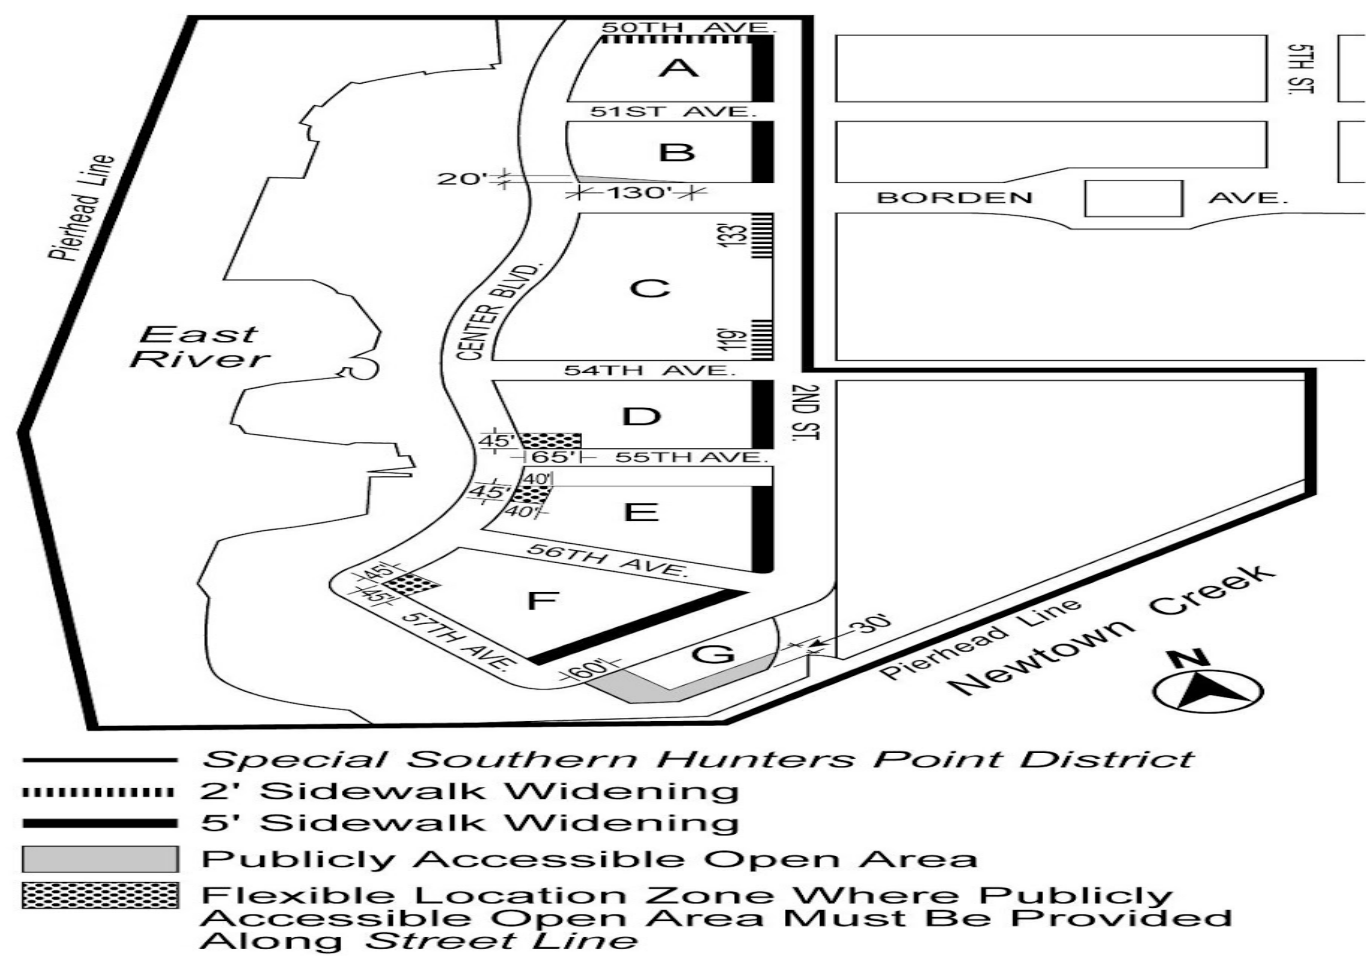 50TH AVE.
A
5TH ST.
51ST AVE.
B
20'
130'
BORDEN AVE.
Pierhead Line
133'
C
CENTER BLVD.
East
River
119'
54TH AVE.
2ND ST.
D
45'
65'
55TH AVE.
40'
45'
40'
E
56TH AVE.
45'
45'
F
57TH AVE.
60'
G
30'
Pierhead Line
Newtown Creek
N
Special Southern Hunters Point District
2' Sidewalk Widening
5' Sidewalk Widening
Publicly Accessible Open Area
Flexible Location Zone Where Publicly
Accessible Open Area Must Be Provided
Along Street Line